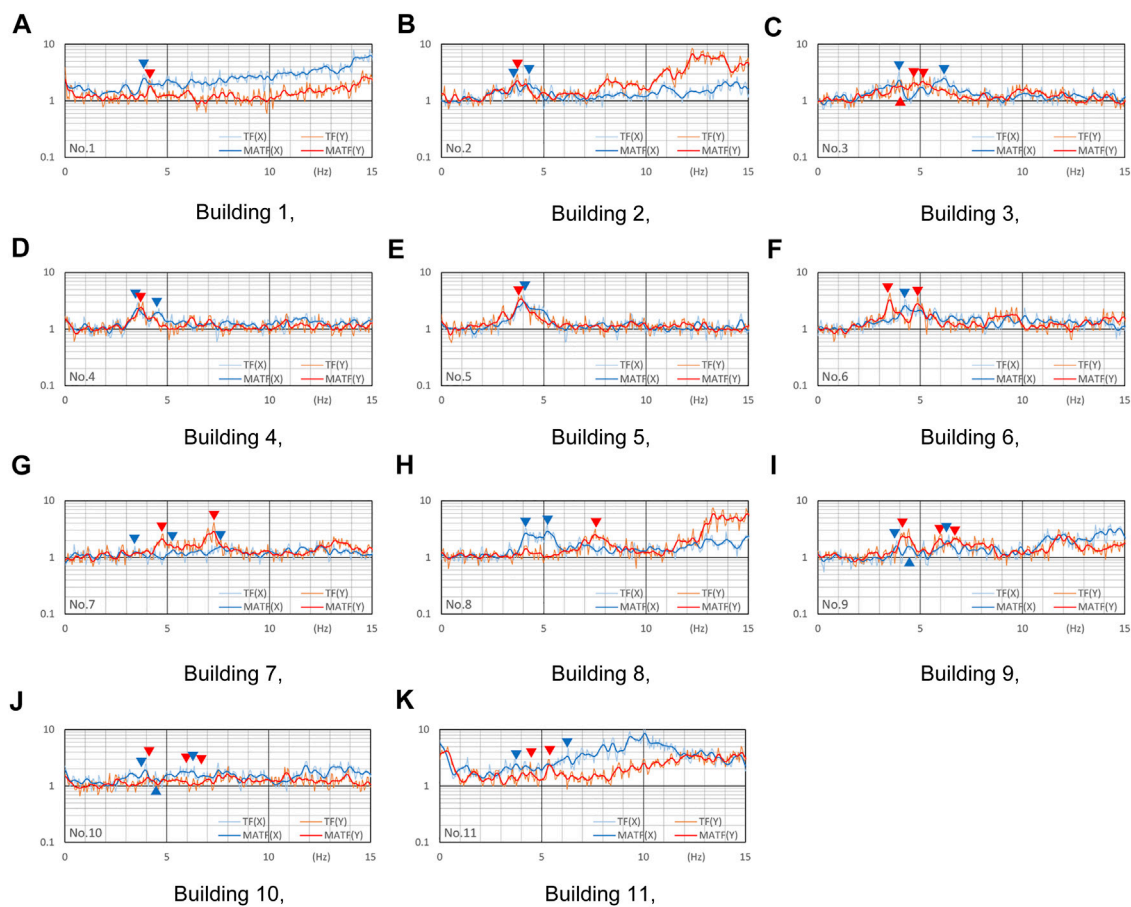 A
10
1
0.1
No.1
TF(X) TF(Y)
MATF(X) MATF(Y)
0 5 10 (Hz) 15
Building 1,
B
10
1
0.1
No.2
TF(X) TF(Y)
MATF(X) MATF(Y)
0 5 10 (Hz) 15
Building 2,
C
10
1
0.1
No.3
TF(X) TF(Y)
MATF(X) MATF(Y)
0 5 10 (Hz) 15
Building 3,
D
10
1
0.1
No.4
TF(X) TF(Y)
MATF(X) MATF(Y)
0 5 10 (Hz) 15
Building 4,
E
10
1
0.1
No.5
TF(X) TF(Y)
MATF(X) MATF(Y)
0 5 10 (Hz) 15
Building 5,
F
10
1
0.1
No.6
TF(X) TF(Y)
MATF(X) MATF(Y)
0 5 10 (Hz) 15
Building 6,
G
10
1
0.1
No.7
TF(X) TF(Y)
MATF(X) MATF(Y)
0 5 10 (Hz) 15
Building 7,
H
10
1
0.1
No.8
TF(X) TF(Y)
MATF(X) MATF(Y)
0 5 10 (Hz) 15
Building 8,
I
10
1
0.1
No.9
TF(X) TF(Y)
MATF(X) MATF(Y)
0 5 10 (Hz) 15
Building 9,
J
10
1
0.1
No.10
TF(X) TF(Y)
MATF(X) MATF(Y)
0 5 10 (Hz) 15
Building 10,
K
10
1
0.1
No.11
TF(X) TF(Y)
MATF(X) MATF(Y)
0 5 10 (Hz) 15
Building 11,